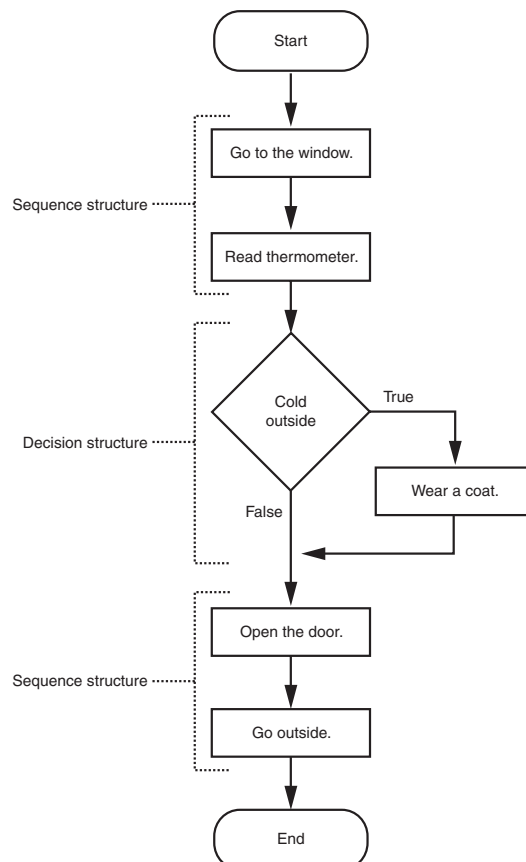 Start
Go to the window.
Sequence structure
Read thermometer.
Cold
outside
True
Decision structure
Wear a coat.
False
Open the door.
Sequence structure
Go outside.
End